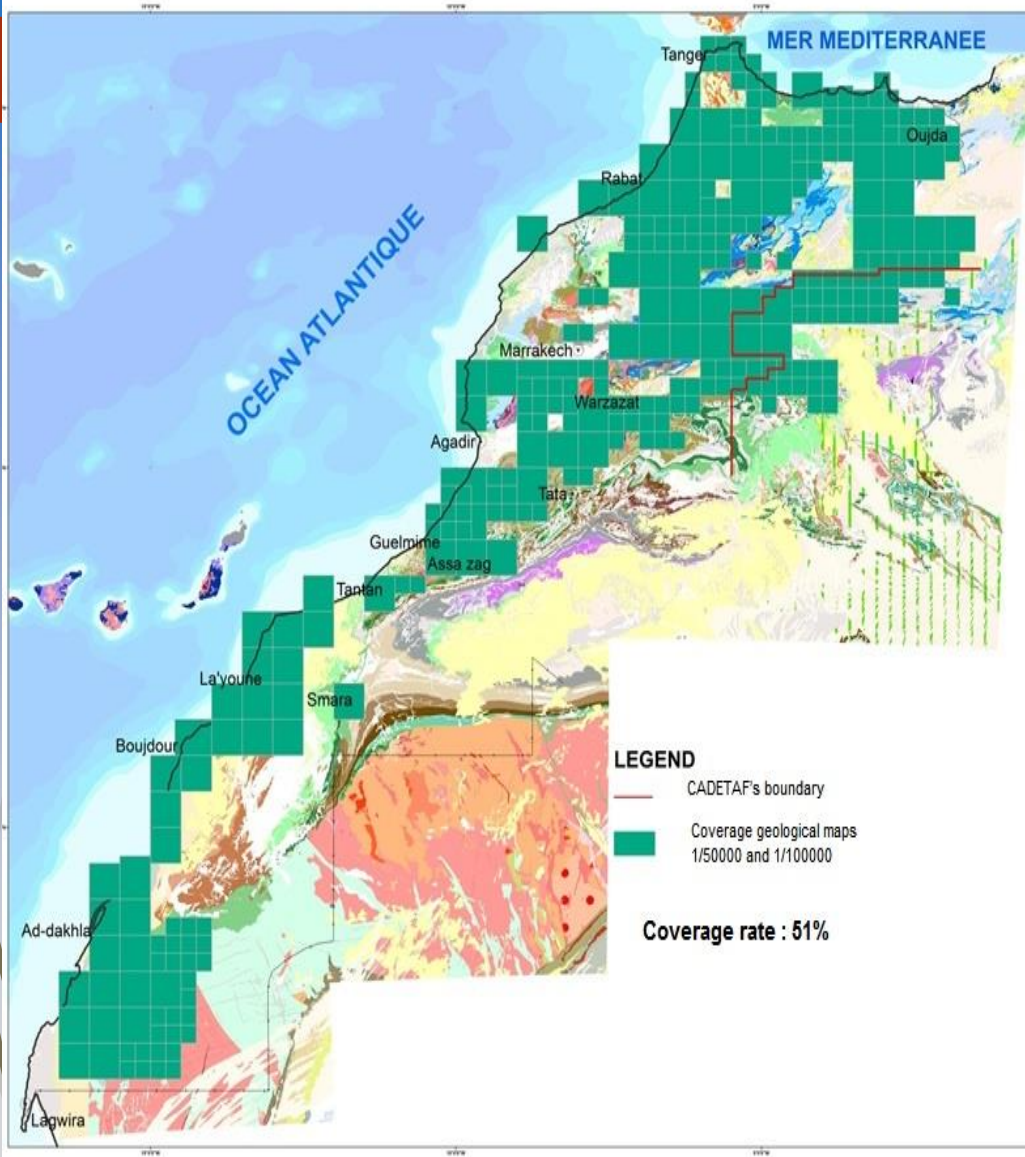 MER MEDITERRANEE
Tanger
Oujda
Rabat
OCEAN ATLANTIQUE
Marrakech
Warzazat
Agadir
Tata
Guelmime
Assa zag
Tantan
La'youne
Smara
Boujdour
LEGEND
CADETAF's boundary
Coverage geological maps
1/50000 and 1/100000
Ad-dakhla
Coverage rate : 51%
Lagwira